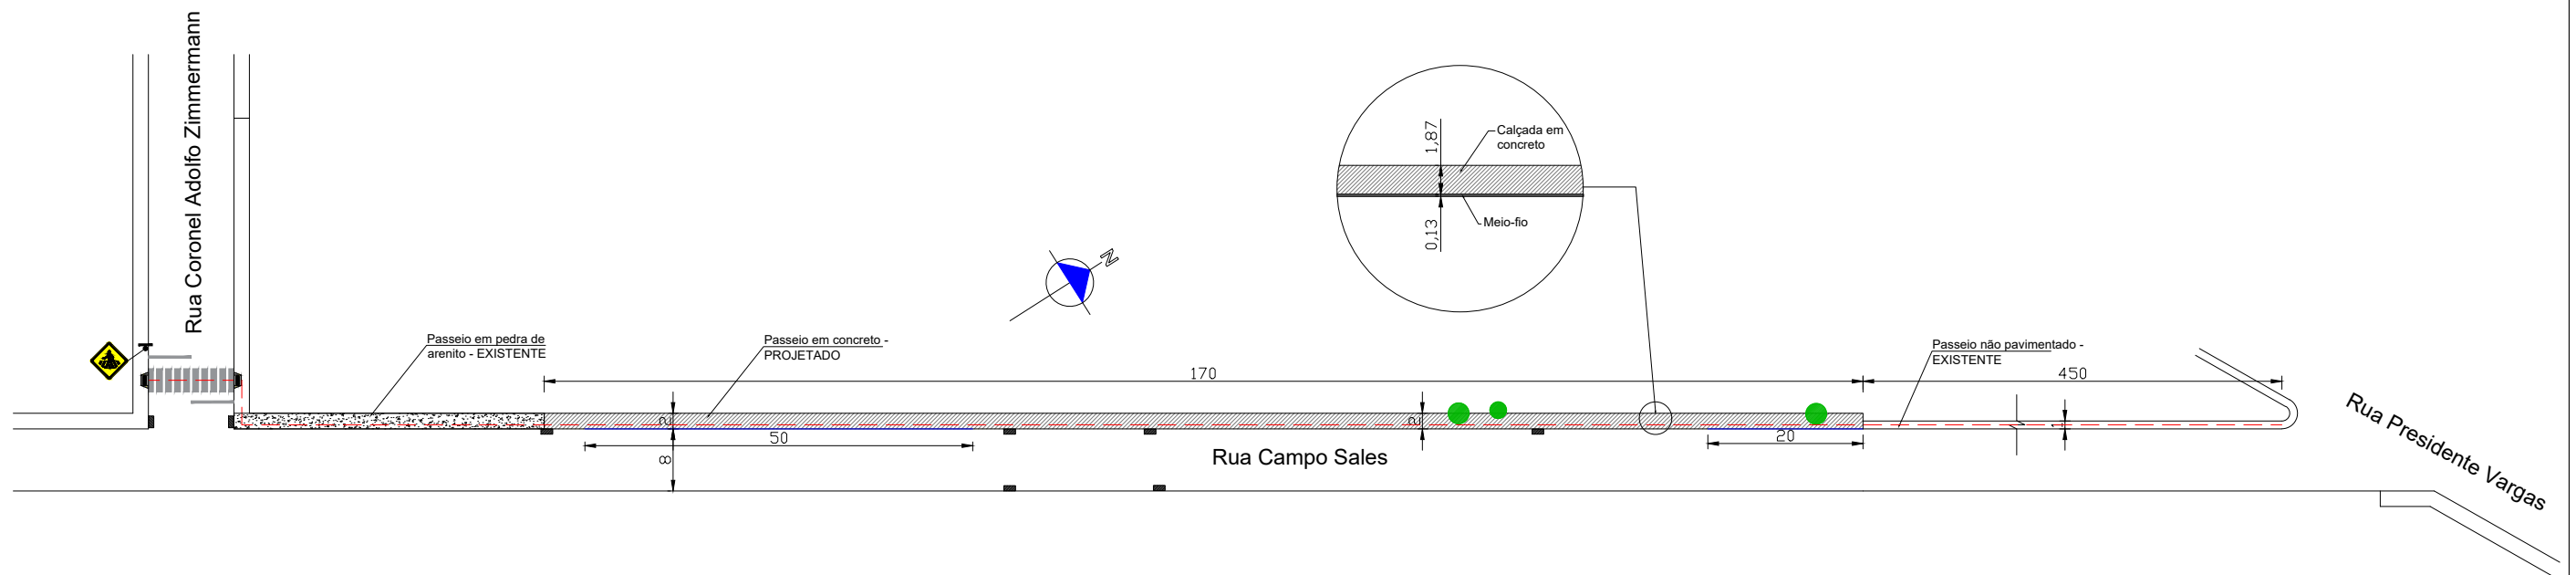 Rua Coronel Adolfo Zimmermann
Passeio em pedra de
arenito - EXISTENTE
Passeio em concreto -
PROJETADO
170
2
50
8
N
1,87
Calçada em
concreto
0,13
Meio-fio
2
20
Rua Campo Sales
Passeio não pavimentado -
EXISTENTE
450
Rua Presidente Vargas